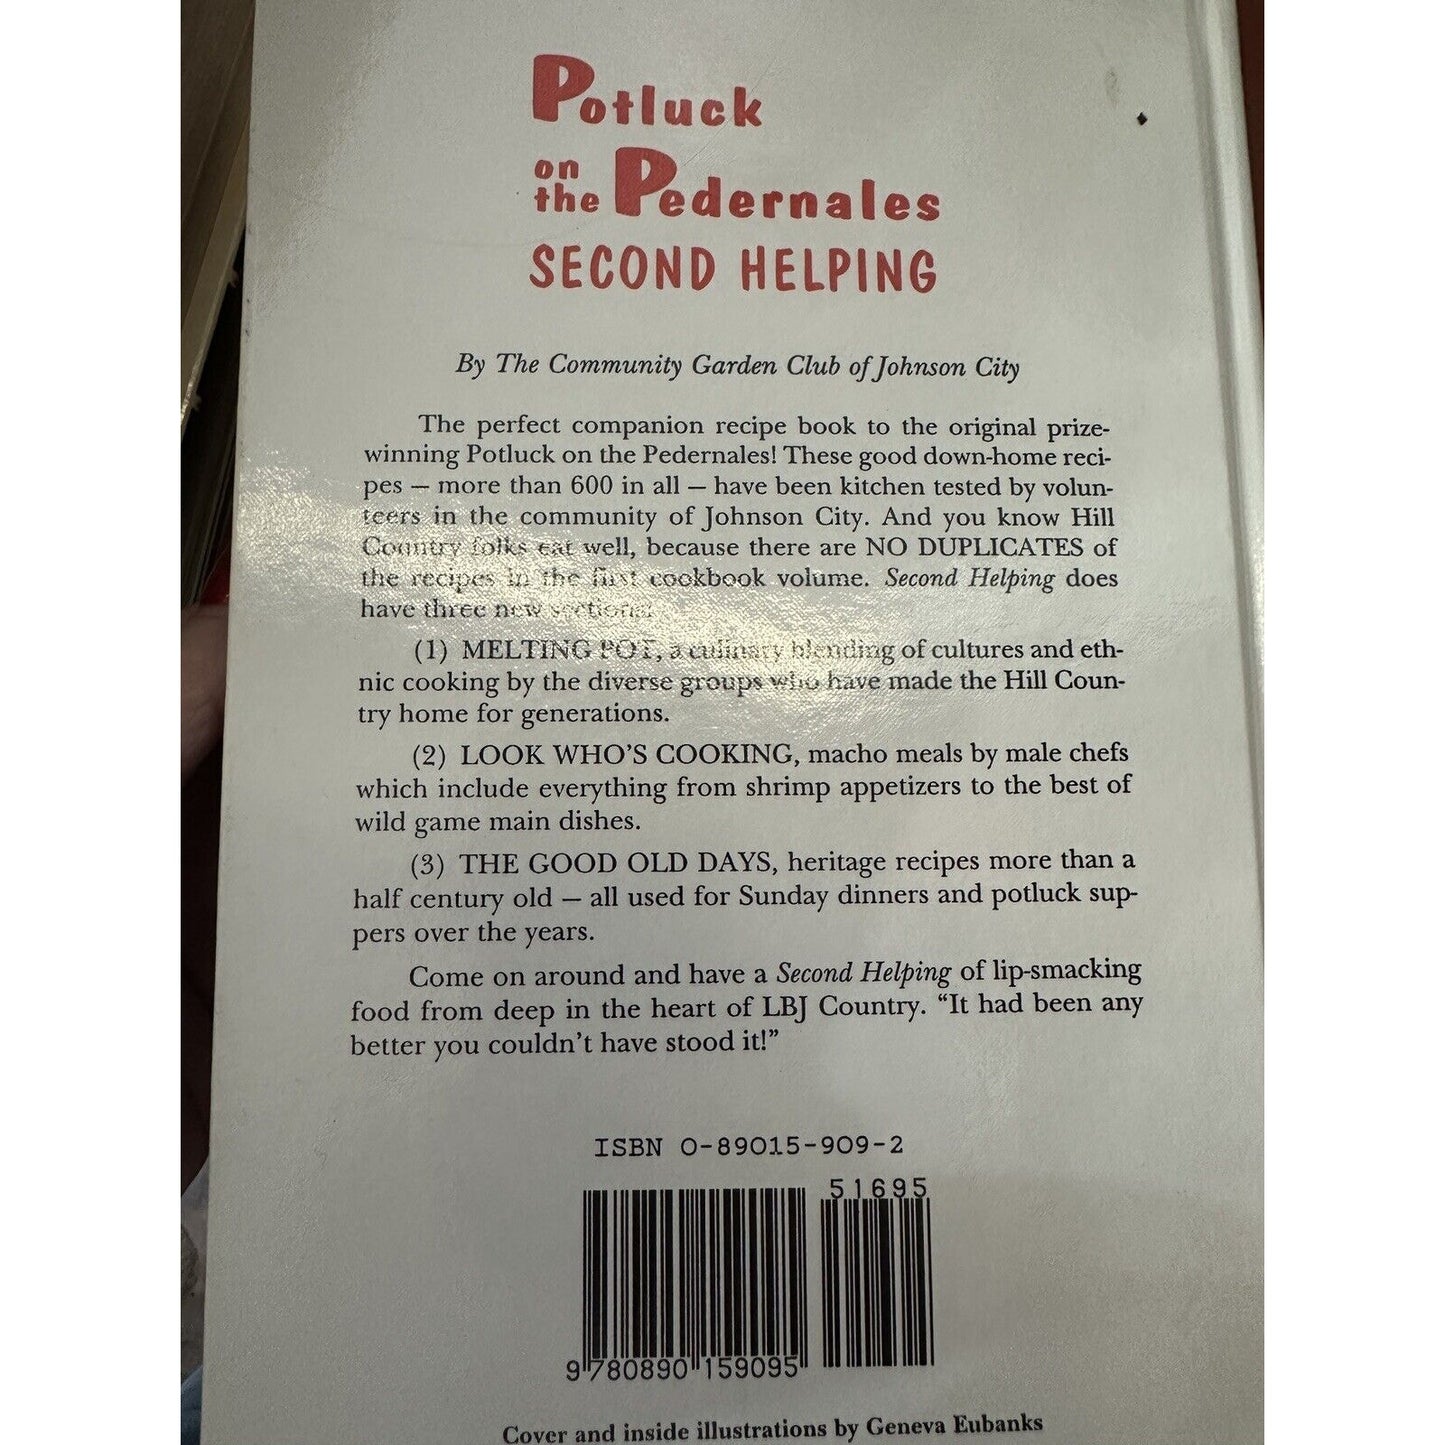 Potluck
on
the Pedernales
SECOND HELPING
By The Community Garden Club of Johnson City
The perfect companion recipe book to the original prize-
winning Potluck on the Pedernales! These good down-home reci-
pes — more than 600 in all — have been kitchen tested by volun-
teers in the community of Johnson City. And you know Hill
Country folks eat well, because there are NO DUPLICATES of
the recipes in the first cookbook volume. Second Helping does
have three new sections:
(1) MELTING POT, a culinary blending of cultures and eth-
nic cooking by the diverse groups who have made the Hill Coun-
try home for generations.
(2) LOOK WHO'S COOKING, macho meals by male chefs
which include everything from shrimp appetizers to the best of
wild game main dishes.
(3) THE GOOD OLD DAYS, heritage recipes more than a
half century old — all used for Sunday dinners and potluck sup-
pers over the years.
Come on around and have a Second Helping of lip-smacking
food from deep in the heart of LBJ Country. “It had been any
better you couldn't have stood it!”
ISBN 0-89015-909-2
51695
9 780890 159095
Cover and inside illustrations by Geneva Eubanks